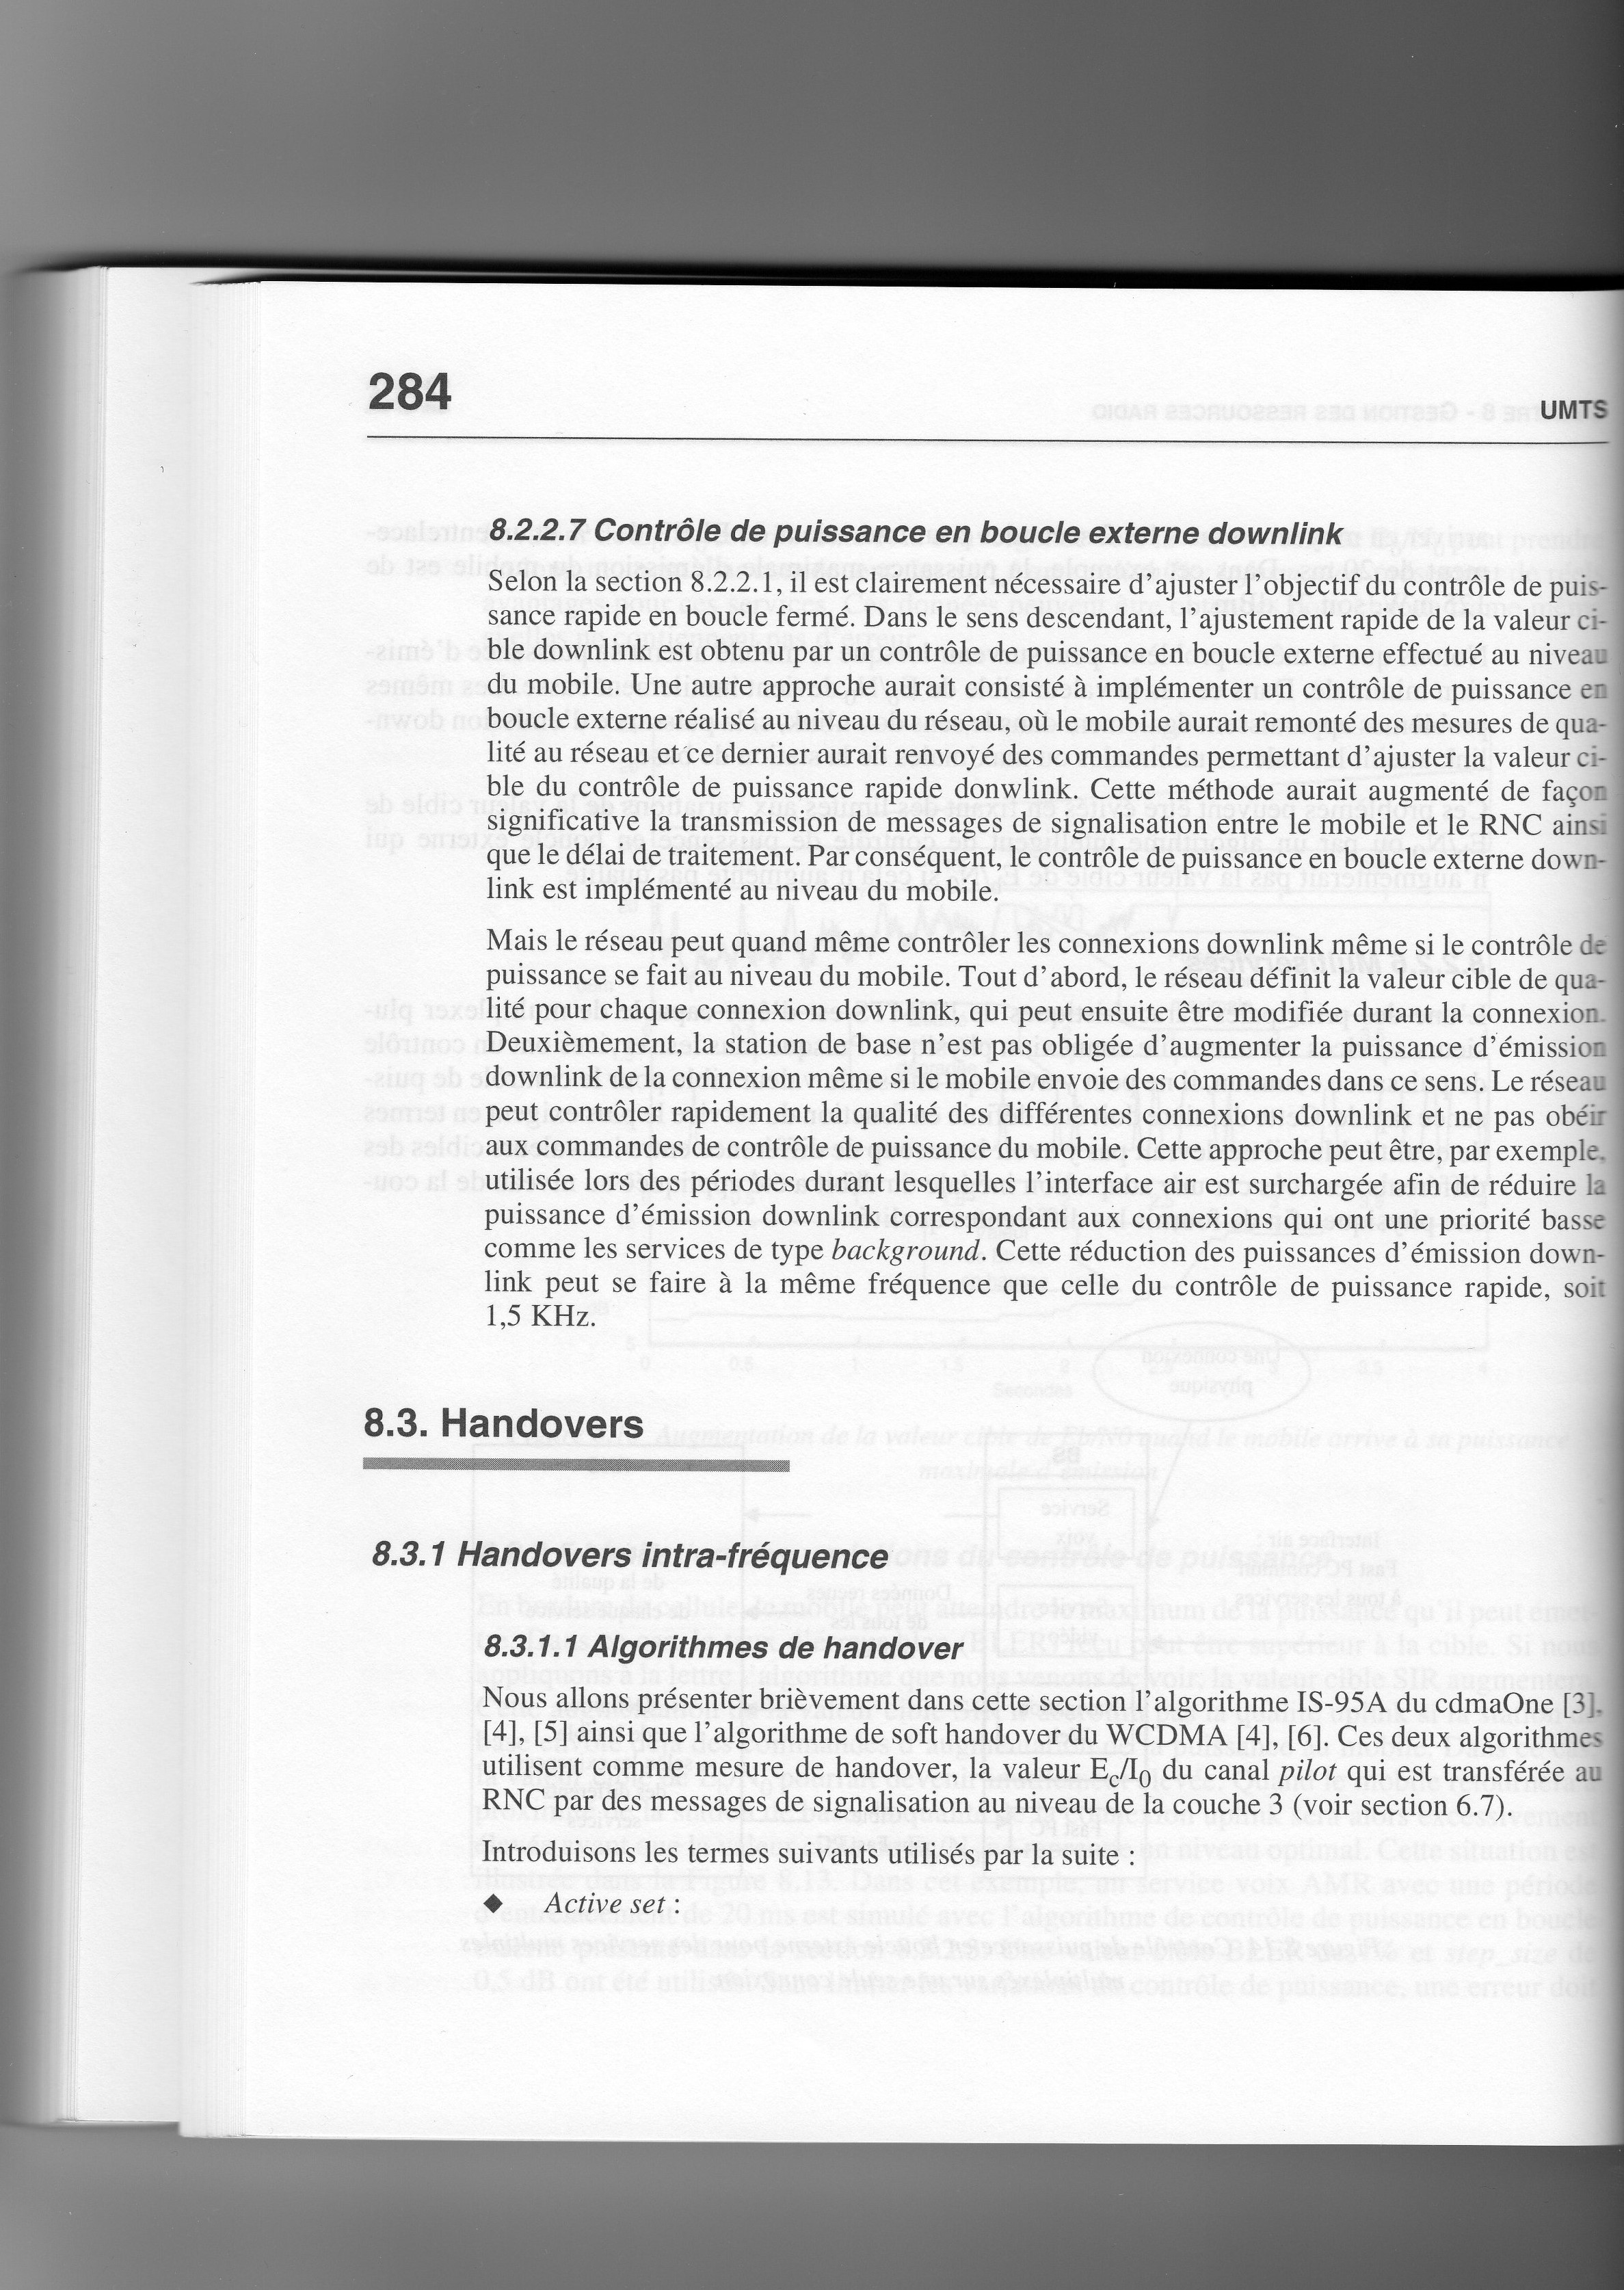 284
UMTS
8.2.2.7 Contrôle de puissance en boucle externe downlink
Selon la section 8.2.2.1, il est clairement nécessaire d'ajuster l'objectif du contrôle de puis-
sance rapide en boucle fermé. Dans le sens descendant, l'ajustement rapide de la valeur ci-
ble downlink est obtenu par un contrôle de puissance en boucle externe effectué au niveau
du mobile. Une autre approche aurait consisté à implémenter un contrôle de puissance en
boucle externe réalisé au niveau du réseau, où le mobile aurait remonté des mesures de qua-
lité au réseau et ce dernier aurait renvoyé des commandes permettant d'ajuster la valeur ci-
ble du contrôle de puissance rapide donwlink. Cette méthode aurait augmenté de façon
significative la transmission de messages de signalisation entre le mobile et le RNC ainsi
que le délai de traitement. Par conséquent, le contrôle de puissance en boucle externe down-
link est implémenté au niveau du mobile.
Mais le réseau peut quand même contrôler les connexions downlink même si le contrôle de
puissance se fait au niveau du mobile. Tout d'abord, le réseau définit la valeur cible de qua-
lité pour chaque connexion downlink, qui peut ensuite être modifiée durant la connexion.
Deuxièmement, la station de base n'est pas obligée d'augmenter la puissance d'émission
downlink de la connexion même si le mobile envoie des commandes dans ce sens. Le réseau
peut contrôler rapidement la qualité des différentes connexions downlink et ne pas obéir
aux commandes de contrôle de puissance du mobile. Cette approche peut être, par exemple,
utilisée lors des périodes durant lesquelles l'interface air est surchargée afin de réduire la
puissance d'émission downlink correspondant aux connexions qui ont une priorité basse
comme les services de type background. Cette réduction des puissances d'émission down-
link peut se faire à la même fréquence que celle du contrôle de puissance rapide, soit
1,5 KHz.
8.3. Handovers
8.3.1 Handovers intra-fréquence
8.3.1.1 Algorithmes de handover
Nous allons présenter brièvement dans cette section l'algorithme IS-95A du cdmaOne [3],
[4], [5] ainsi que l'algorithme de soft handover du WCDMA [4], [6]. Ces deux algorithmes
utilisent comme mesure de handover, la valeur Ec/I0 du canal pilot qui est transférée au
RNC par des messages de signalisation au niveau de la couche 3 (voir section 6.7).
Introduisons les termes suivants utilisés par la suite :
◆ Active set :